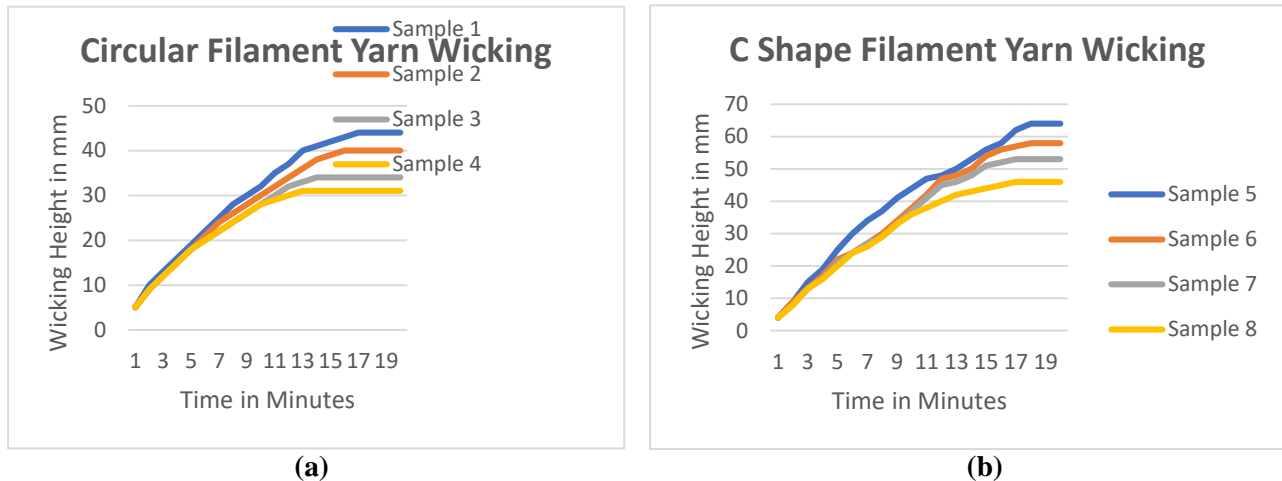 Circular Filament Yarn Wicking
Sample 1
Sample 2
Sample 3
Sample 4
50
40
30
20
10
0
Wicking Height in mm
1 3 5 7 9 11 13 15 17 19
Time in Minutes
(a)
C Shape Filament Yarn Wicking
70
60
50
40
30
20
10
0
Wicking Height in mm
1 3 5 7 9 11 13 15 17 19
Time in Minutes
Sample 5
Sample 6
Sample 7
Sample 8
(b)